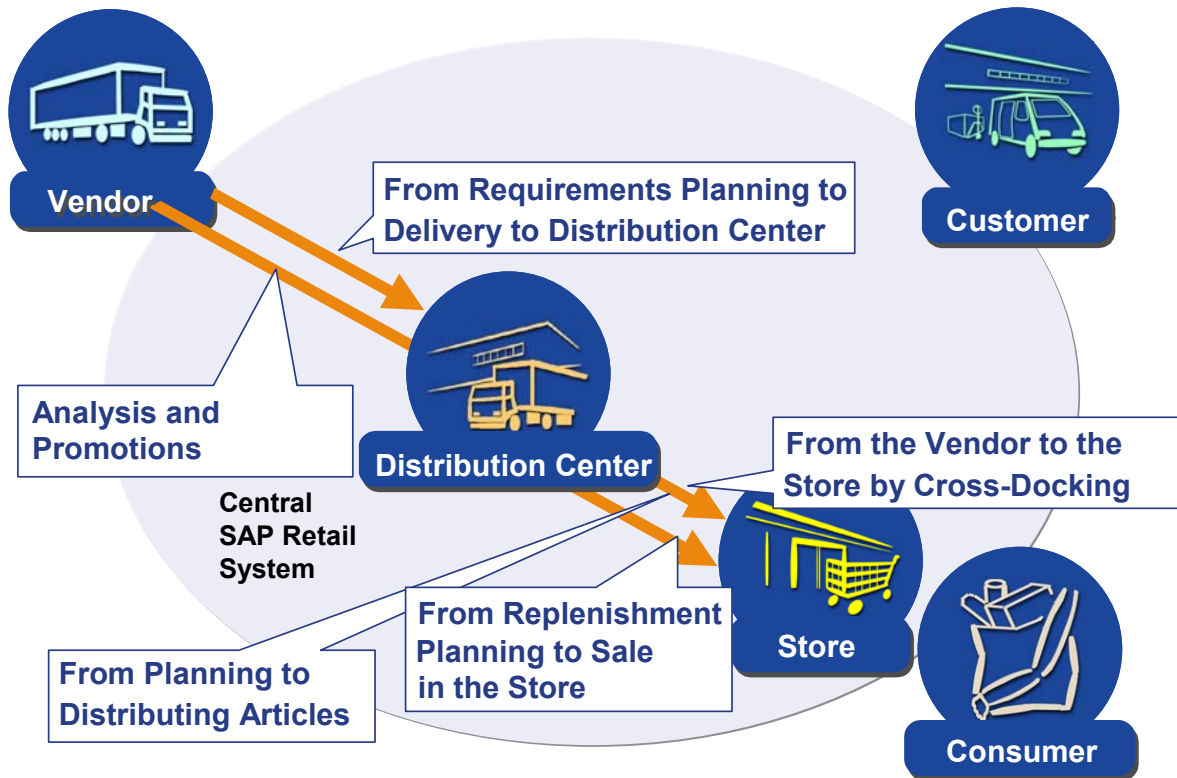 Vendor
From Requirements Planning to
Delivery to Distribution Center
Customer
Analysis and
Promotions
Distribution Center
From the Vendor to the
Store by Cross-Docking
Central
SAP Retail
System
From Replenishment
Planning to Sale
in the Store
Store
From Planning to
Distributing Articles
Consumer